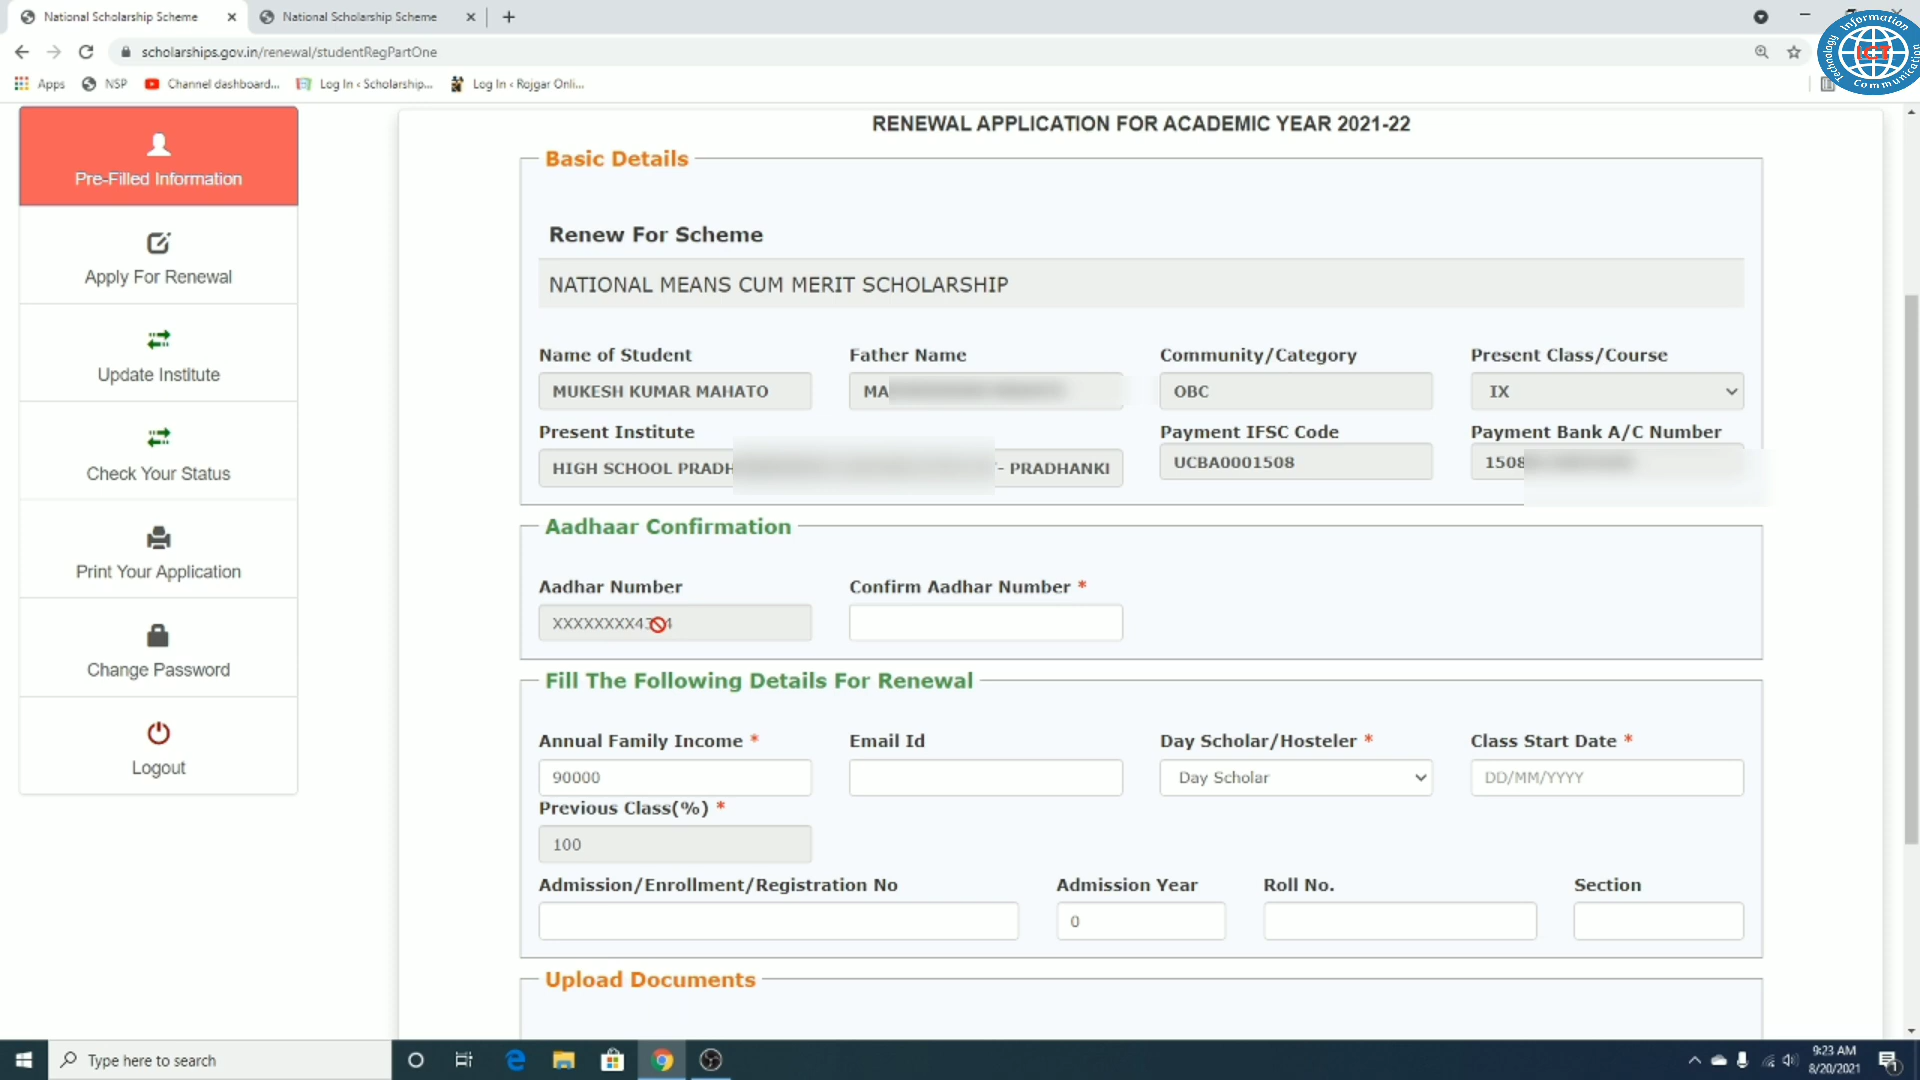 National Scholarship Scheme
National Scholarship Scheme
scholarships.gov.in/renewal/studentRegPartOne
Apps
NSP
Channel dashboard...
Log In ‹ Scholarship...
Log In ‹ Rojgar Onli...
Information
Communication
Technology
ICT
Pre-Filled Information
Apply For Renewal
Update Institute
Check Your Status
Print Your Application
Change Password
Logout
RENEWAL APPLICATION FOR ACADEMIC YEAR 2021-22
Basic Details
Renew For Scheme
NATIONAL MEANS CUM MERIT SCHOLARSHIP
Name of Student
Father Name
Community/Category
Present Class/Course
MUKESH KUMAR MAHATO
MA
OBC
IX
Present Institute
Payment IFSC Code
Payment Bank A/C Number
HIGH SCHOOL PRADH
- PRADHANKI
UCBA0001508
1508
Aadhaar Confirmation
Aadhar Number
Confirm Aadhar Number *
Fill The Following Details For Renewal
Annual Family Income *
Email Id
Day Scholar/Hosteler *
Class Start Date *
90000
Day Scholar
DD/MM/YYYY
Previous Class(%) *
100
Admission/Enrollment/Registration No
Admission Year
Roll No.
Section
0
Upload Documents
Type here to search
9:23 AM
8/20/2021
1